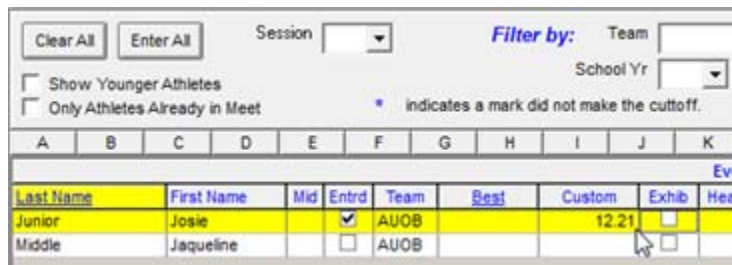 Clear All Enter All Session Filter by: Team
School Yr
Show Younger Athletes
Only Athletes Already in Meet * indicates a mark did not make the cuttoff.
A B C D E F G H I J K
Ev
Last Name First Name Mid Entrd Team Best Custom Exhib Hea
Junior Josie AUOB 12.21
Middle Jaqueline AUOB